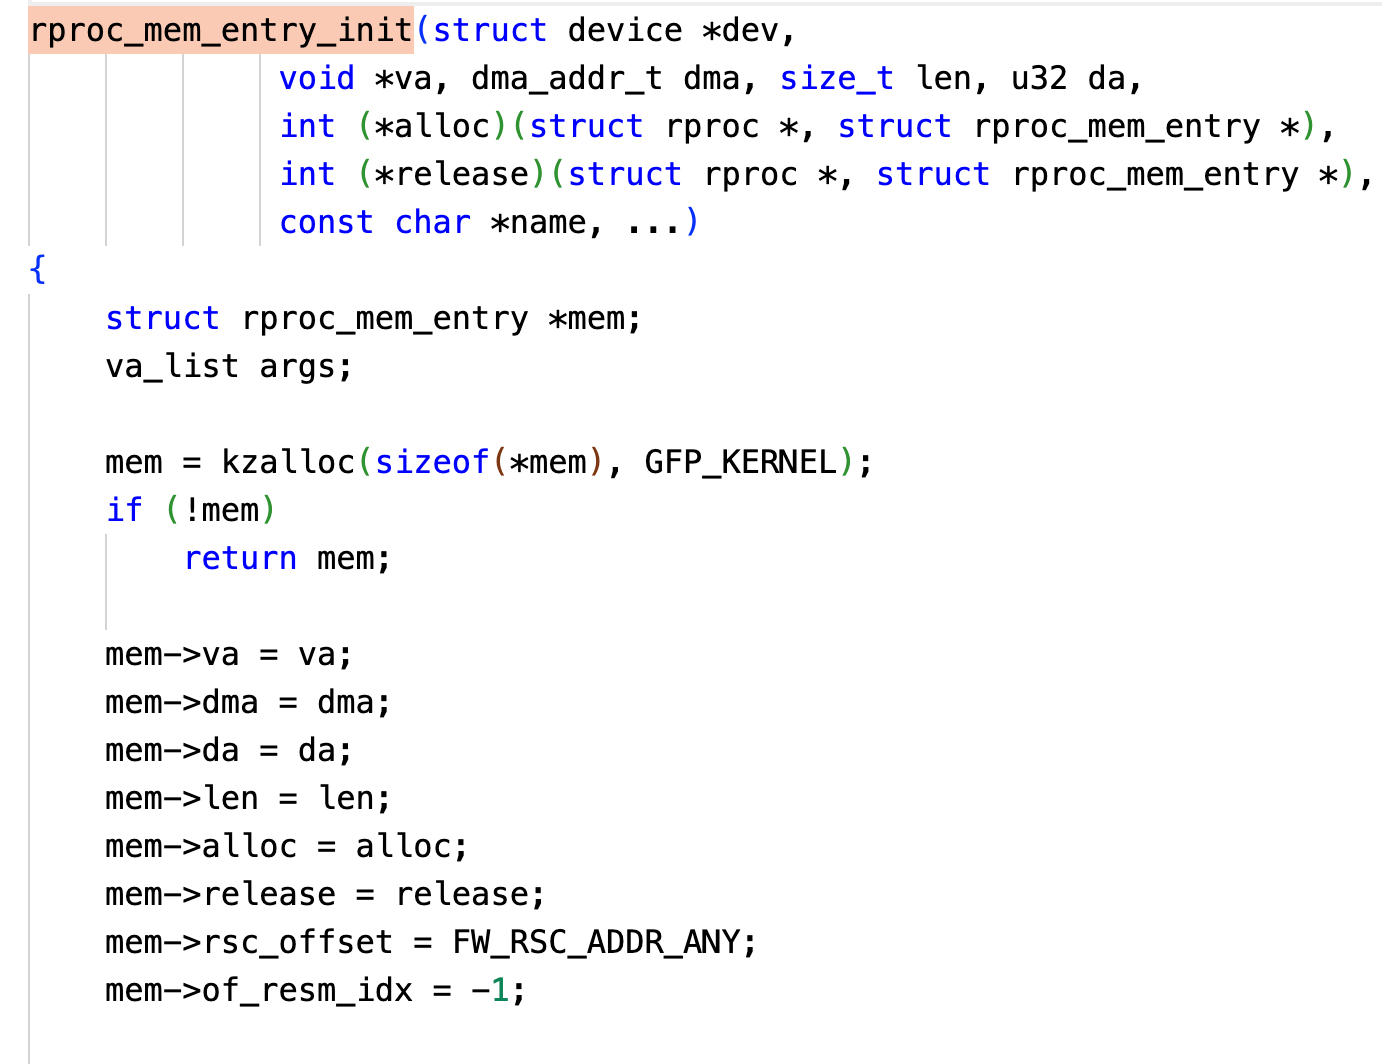 rproc_mem_entry_init(struct device *dev,
void *va, dma_addr_t dma, size_t len, u32 da,
int (*alloc)(struct rproc *, struct rproc_mem_entry *),
int (*release)(struct rproc *, struct rproc_mem_entry *),
const char *name, ...)
{
struct rproc_mem_entry *mem;
va_list args;
mem = kzalloc(sizeof(*mem), GFP_KERNEL);
if (!mem)
return mem;
mem->va = va;
mem->dma = dma;
mem->da = da;
mem->len = len;
mem->alloc = alloc;
mem->release = release;
mem->rsc_offset = FW_RSC_ADDR_ANY;
mem->of_resm_idx = -1;